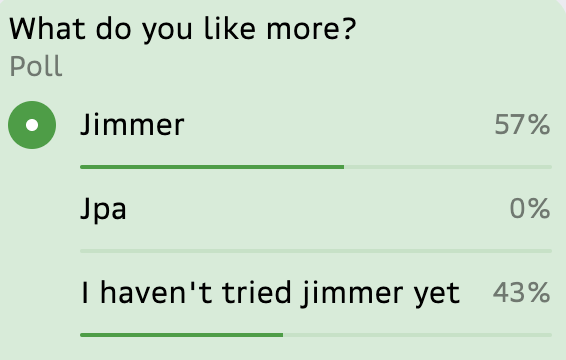 What do you like more?
Poll
Jimmer 57%
Jpa 0%
I haven't tried jimmer yet 43%